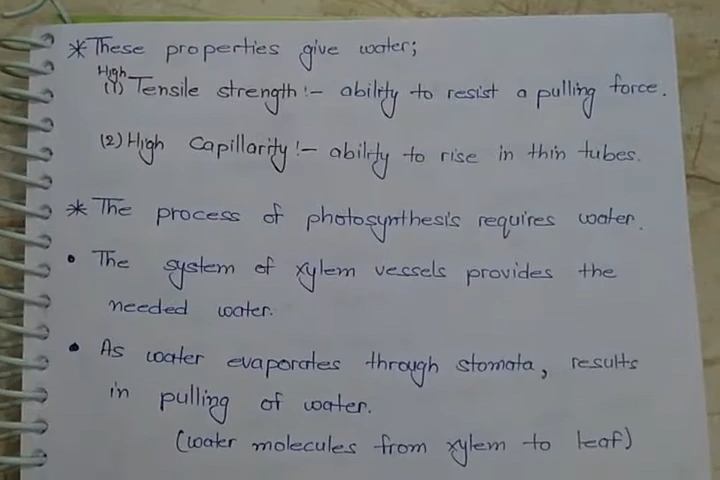 * These properties give water;
High
(1) Tensile strength :- ability to resist a pulling force.
(2) High Capillarity :- ability to rise in thin tubes.
* The process of photosynthesis requires water.
• The system of xylem vessels provides the
needed water.
• As water evaporates through stomata, results
in pulling of water.
(water molecules from xylem to leaf)